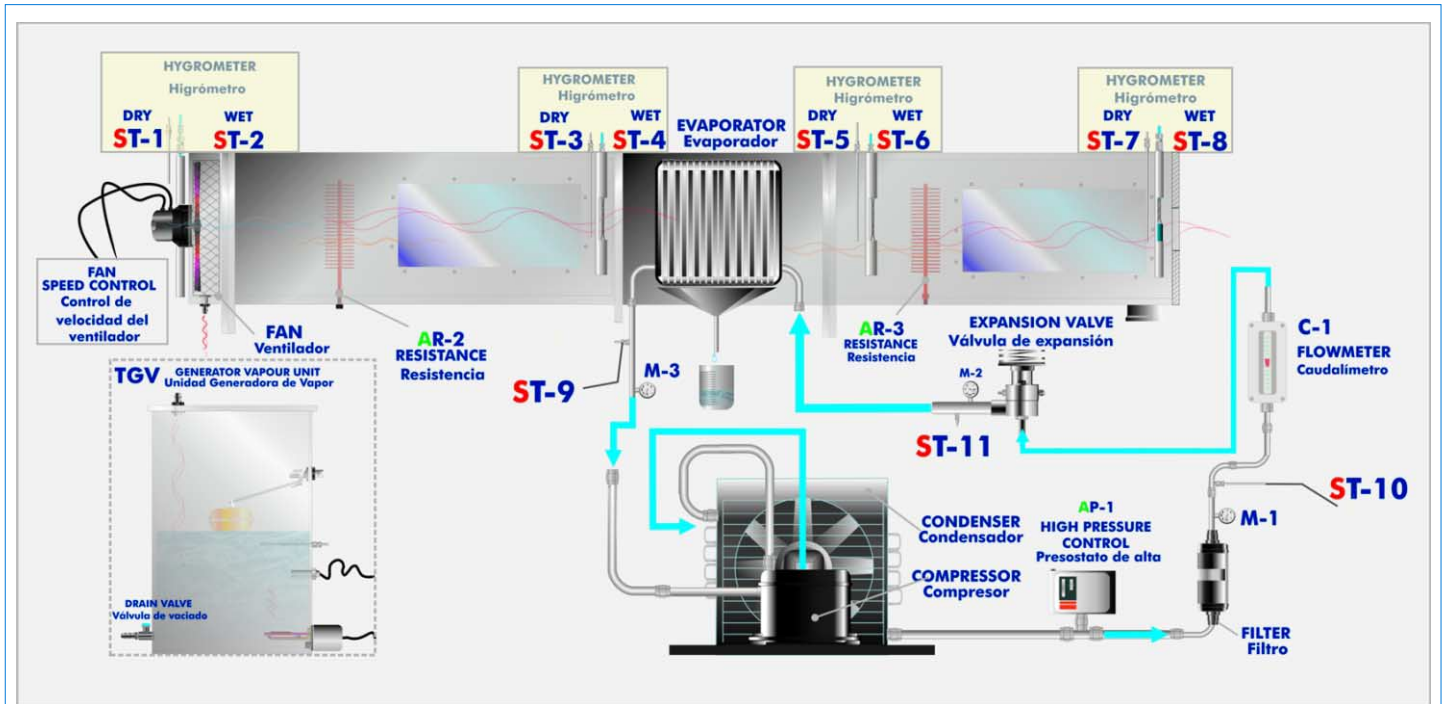 HYGROMETER
Higrómetro
DRY WET
ST-1 ST-2
HYGROMETER
Higrómetro
DRY WET
ST-3 ST-4
EVAPORATOR
Evaporador
HYGROMETER
Higrómetro
DRY WET
ST-5 ST-6
HYGROMETER
Higrómetro
DRY WET
ST-7 ST-8
FAN
SPEED CONTROL
Control de
velocidad del
ventilador
FAN
Ventilador
AR-2
RESISTANCE
Resistencia
AR-3
RESISTANCE
Resistencia
EXPANSION VALVE
Válvula de expansión
C-1
FLOWMETER
Caudalímetro
M-3
ST-9
M-2
ST-11
TGV
GENERATOR VAPOUR UNIT
Unidad Generadora de Vapor
DRAIN VALVE
Válvula de vaciado
CONDENSER
Condensador
COMPRESSOR
Compresor
AP-1
HIGH PRESSURE
CONTROL
Presostato de alta
ST-10
M-1
FILTER
Filtro